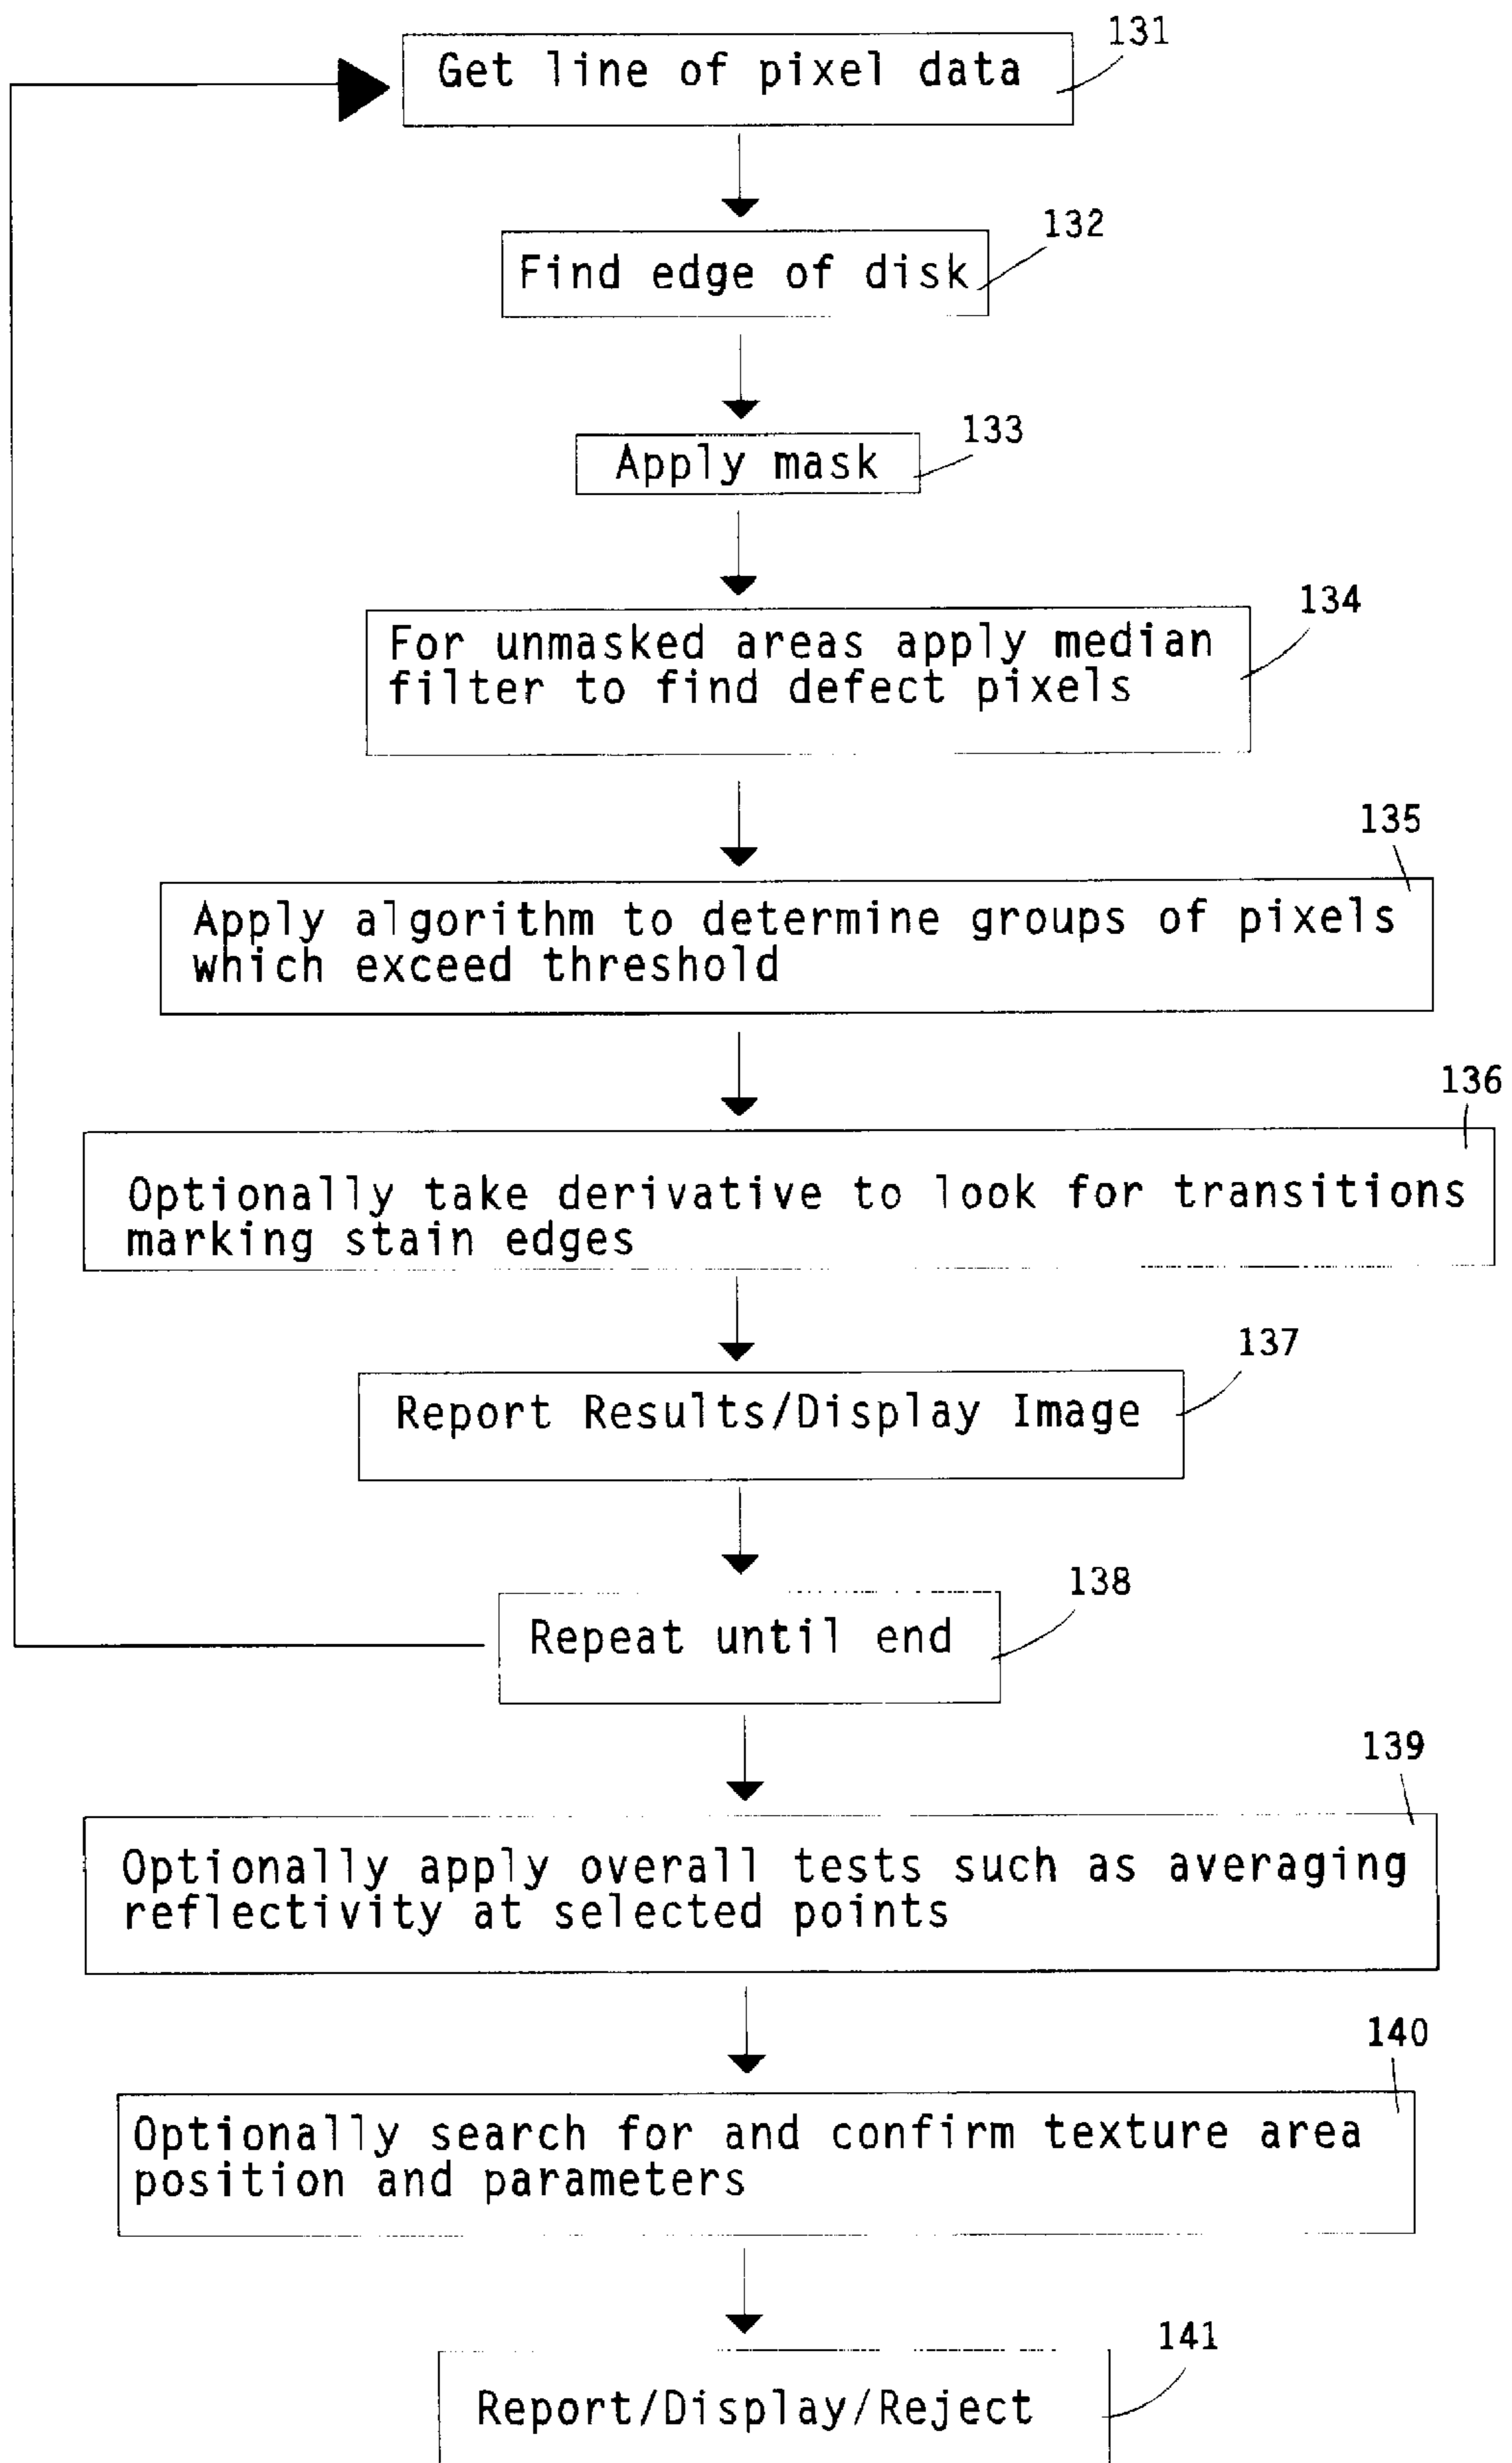 131
Get line of pixel data
132
Find edge of disk
133
Apply mask
134
For unmasked areas apply median
filter to find defect pixels
135
Apply algorithm to determine groups of pixels
which exceed threshold
136
Optionally take derivative to look for transitions
marking stain edges
137
Report Results/Display Image
138
Repeat until end
139
Optionally apply overall tests such as averaging
reflectivity at selected points
140
Optionally search for and confirm texture area
position and parameters
141
Report/Display/Reject